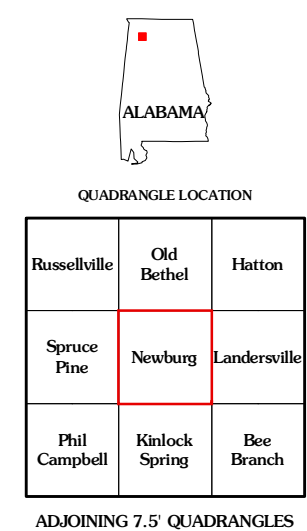 ALABAMA
QUADRANGLE LOCATION
Russellville
Old
Bethel
Hatton
Spruce
Pine
Newburg
Landersville
Phil
Campbell
Kinlock
Spring
Bee
Branch
ADJOINING 7.5' QUADRANGLES